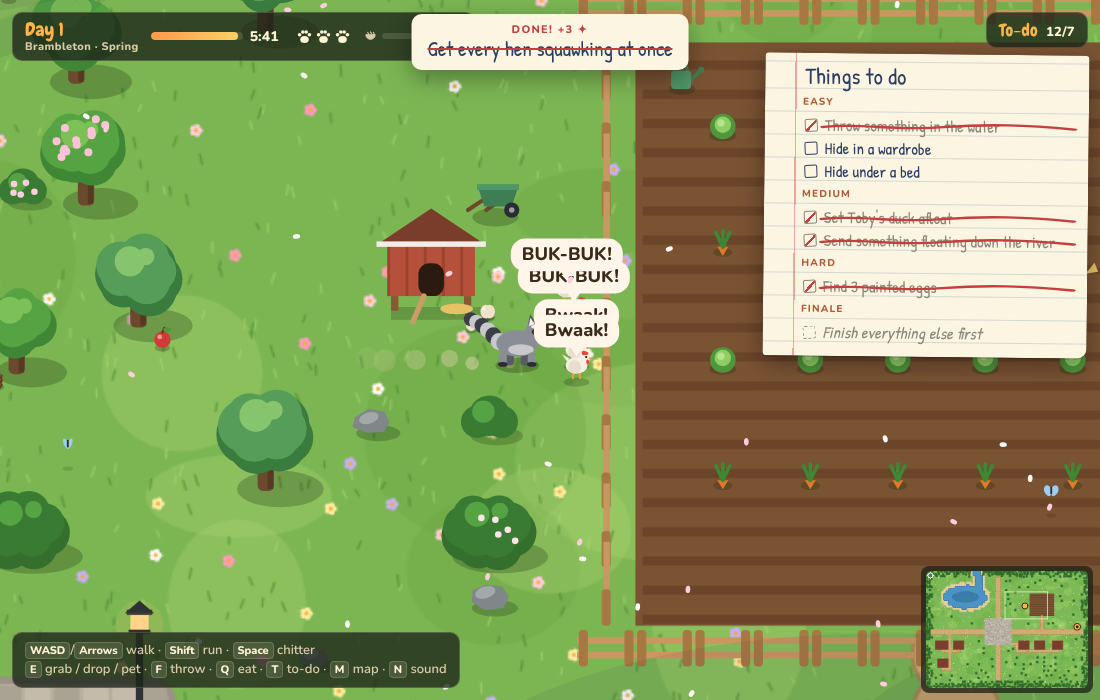 Day 1
Brambleton · Spring
5:41
DONE! +3 ✦
Get every hen squawking at once
To-do 12/7
Things to do
EASY
Throw something in the water
Hide in a wardrobe
Hide under a bed
MEDIUM
Set Toby's duck afloat
Send something floating down the river
HARD
Find 3 painted eggs
FINALE
Finish everything else first
BUK-BUK!
BUK-BUK!
Bwaak!
Bwaak!
WASD/Arrows walk · Shift run · Space chitter
E grab / drop / pet · F throw · Q eat · T to-do · M map · N sound